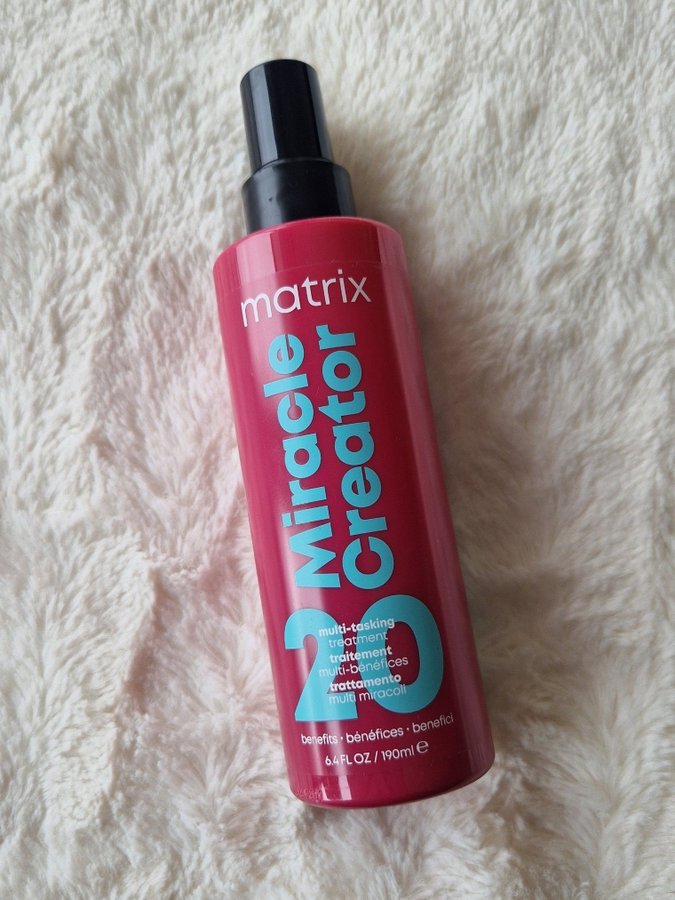 matrix
Miracle
Creator
20
multi-tasking
treatment
traitement
multi-bénéfices
trattamento
multi miracoli
benefits • bénéfices • benefici
6.4 FL OZ / 190ml ℮